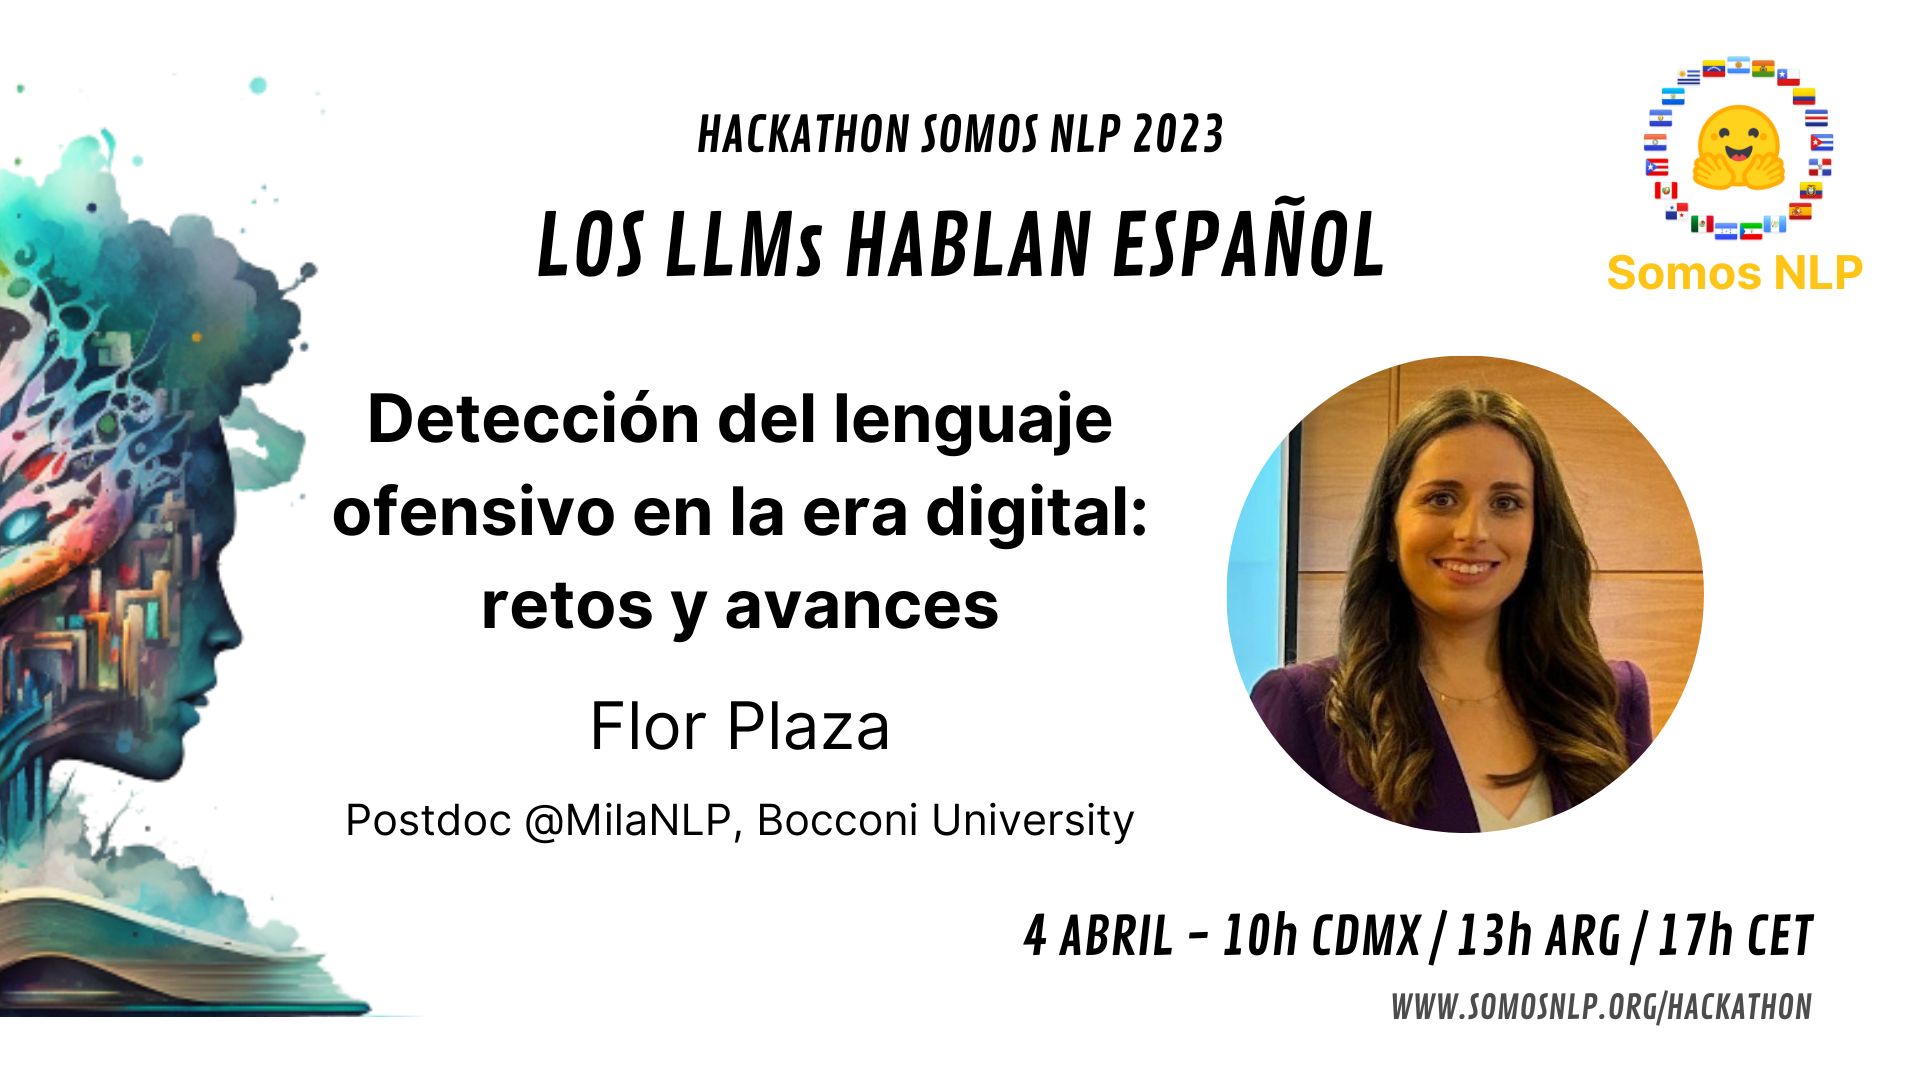 HACKATHON SOMOS NLP 2023
LOS LLMs HABLAN ESPAÑOL
Somos NLP
Detección del lenguaje
ofensivo en la era digital:
retos y avances
Flor Plaza
Postdoc @MilaNLP, Bocconi University
4 ABRIL - 10h CDMX / 13h ARG / 17h CET
WWW.SOMOSNLP.ORG/HACKATHON